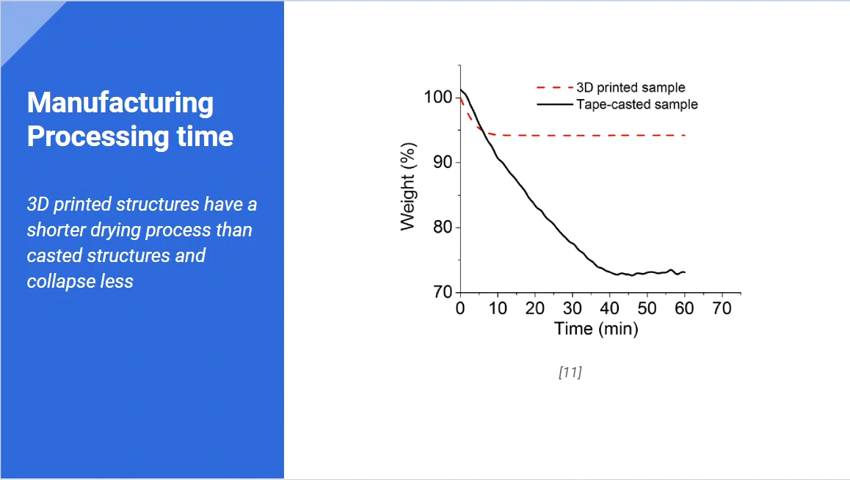 Manufacturing
Processing time
3D printed structures have a
shorter drying process than
casted structures and
collapse less
3D printed sample
Tape-casted sample
Weight (%)
100
90
80
70
0 10 20 30 40 50 60 70
Time (min)
[11]